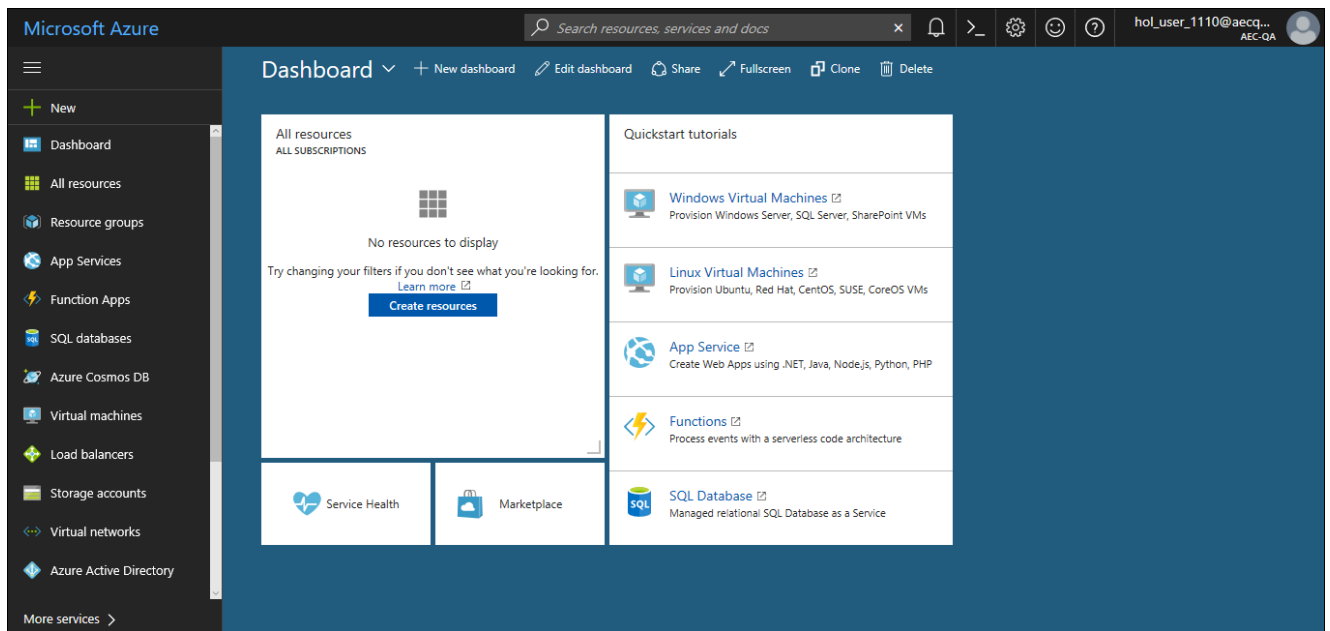 Microsoft Azure
Search resources, services and docs
hol_user_1110@aecq...
AEC-QA
New
Dashboard
All resources
Resource groups
App Services
Function Apps
SQL databases
Azure Cosmos DB
Virtual machines
Load balancers
Storage accounts
Virtual networks
Azure Active Directory
More services
Dashboard
New dashboard
Edit dashboard
Share
Fullscreen
Clone
Delete
All resources
ALL SUBSCRIPTIONS
No resources to display
Try changing your filters if you don't see what you're looking for.
Learn more
Create resources
Service Health
Marketplace
Quickstart tutorials
Windows Virtual Machines
Provision Windows Server, SQL Server, SharePoint VMs
Linux Virtual Machines
Provision Ubuntu, Red Hat, CentOS, SUSE, CoreOS VMs
App Service
Create Web Apps using .NET, Java, Node.js, Python, PHP
Functions
Process events with a serverless code architecture
SQL
SQL Database
Managed relational SQL Database as a Service